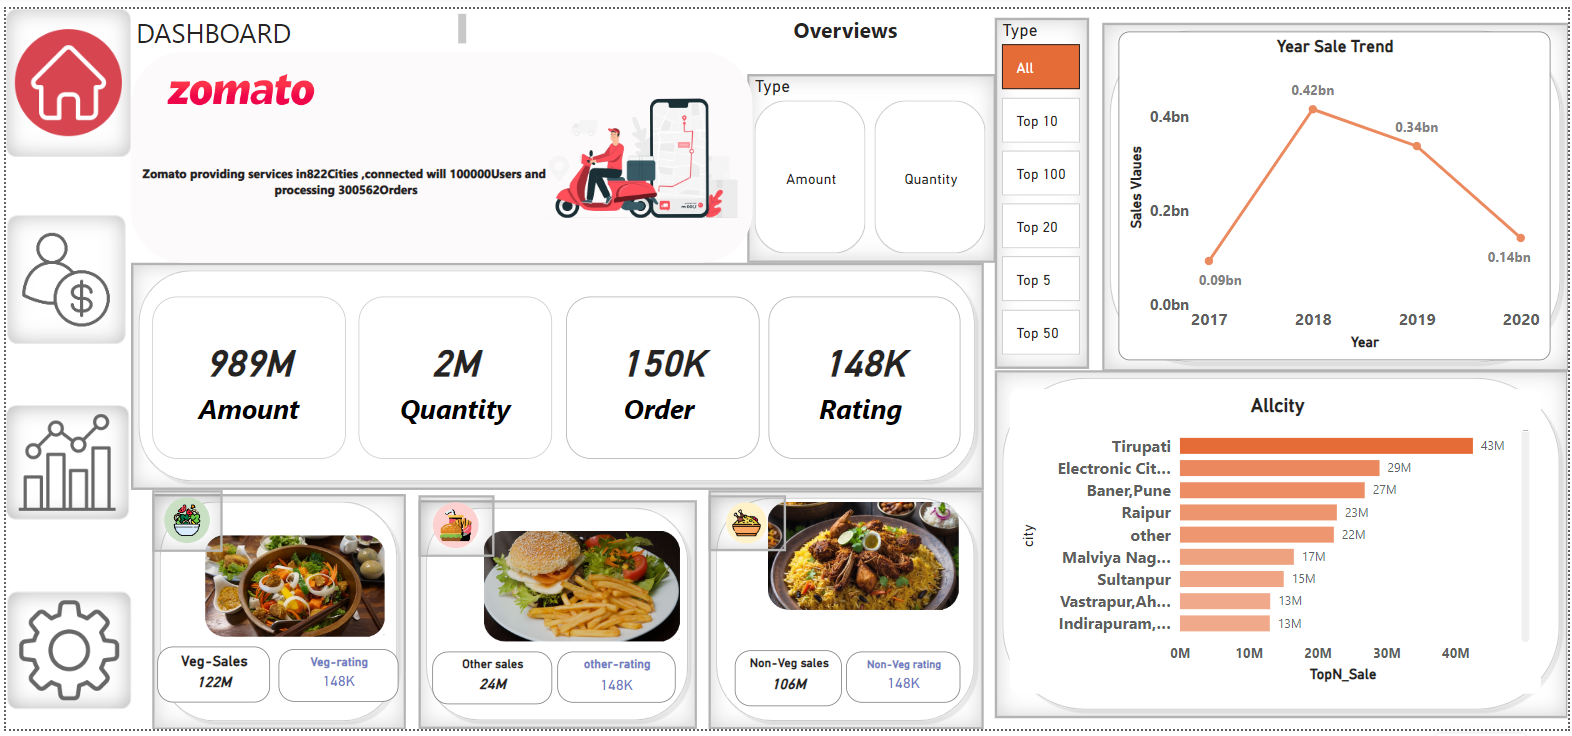 DASHBOARD
Overviews
zomato
Zomato providing services in822Cities ,connected will 100000Users and
processing 300562Orders
Type
Amount
Quantity
Type
All
Top 10
Top 100
Top 20
Top 5
Top 50
Year Sale Trend
Sales Vlaues
0.4bn
0.2bn
0.0bn
0.09bn
0.42bn
0.34bn
0.14bn
2017
2018
2019
2020
Year
989M
Amount
2M
Quantity
150K
Order
148K
Rating
Veg-Sales
122M
Veg-rating
148K
Other sales
24M
other-rating
148K
Non-Veg sales
106M
Non-Veg rating
148K
Allcity
city
Tirupati 43M
Electronic Cit... 29M
Baner,Pune 27M
Raipur 23M
other 22M
Malviya Nag... 17M
Sultanpur 15M
Vastrapur,Ah... 13M
Indirapuram,... 13M
0M 10M 20M 30M 40M
TopN_Sale